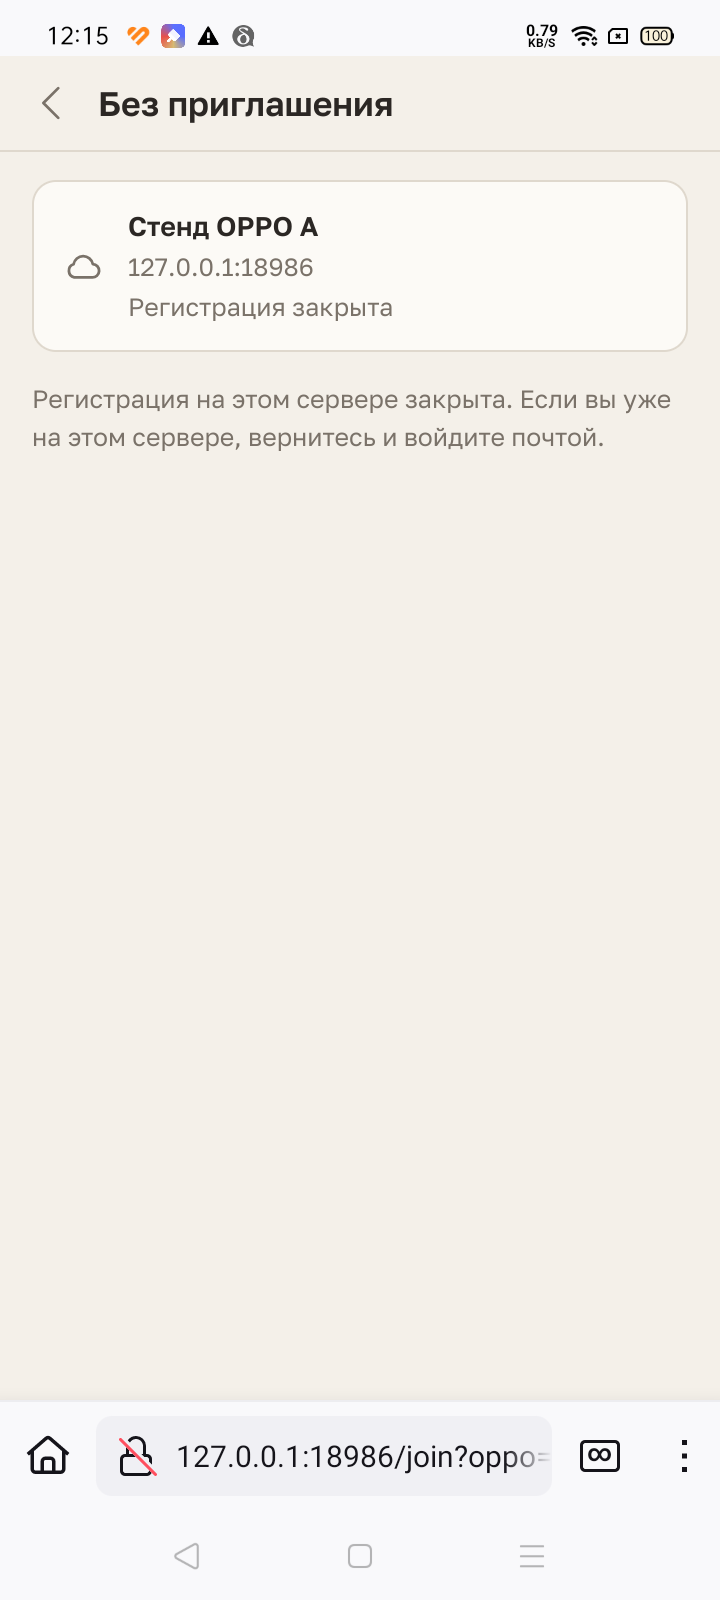 12:15
0.79
KB/S
100
Без приглашения
Стенд OPPO A
127.0.0.1:18986
Регистрация закрыта
Регистрация на этом сервере закрыта. Если вы уже
на этом сервере, вернитесь и войдите почтой.
127.0.0.1:18986/join?oppo=